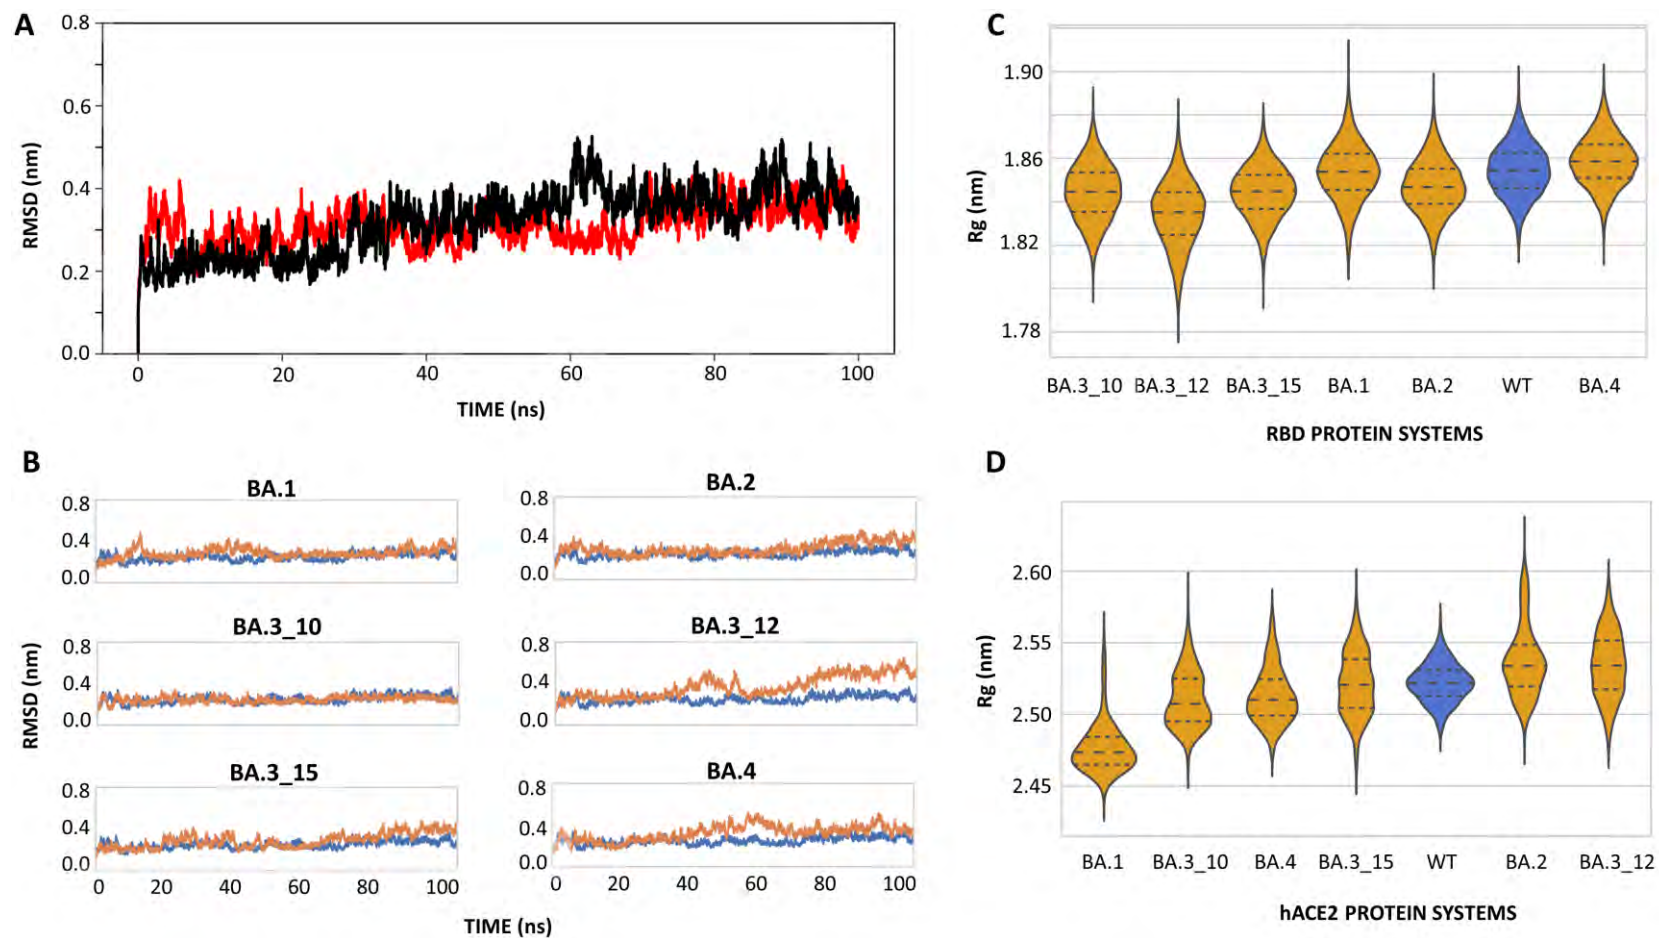 A
0.8
0.6
0.4
0.2
0.0
RMSD (nm)
0 20 40 60 80 100
TIME (ns)
B
BA.1
0.8
0.4
0.0
BA.2
0.8
0.4
0.0
BA.3_10
0.8
0.4
0.0
BA.3_12
0.8
0.4
0.0
RMSD (nm)
BA.3_15
0.8
0.4
0.0
0 20 40 60 80 100
BA.4
0.8
0.4
0.0
0 20 40 60 80 100
TIME (ns)
C
1.90
1.86
1.82
1.78
Rg (nm)
BA.3_10 BA.3_12 BA.3_15 BA.1 BA.2 WT BA.4
RBD PROTEIN SYSTEMS
D
2.60
2.55
2.50
2.45
Rg (nm)
BA.1 BA.3_10 BA.4 BA.3_15 WT BA.2 BA.3_12
hACE2 PROTEIN SYSTEMS